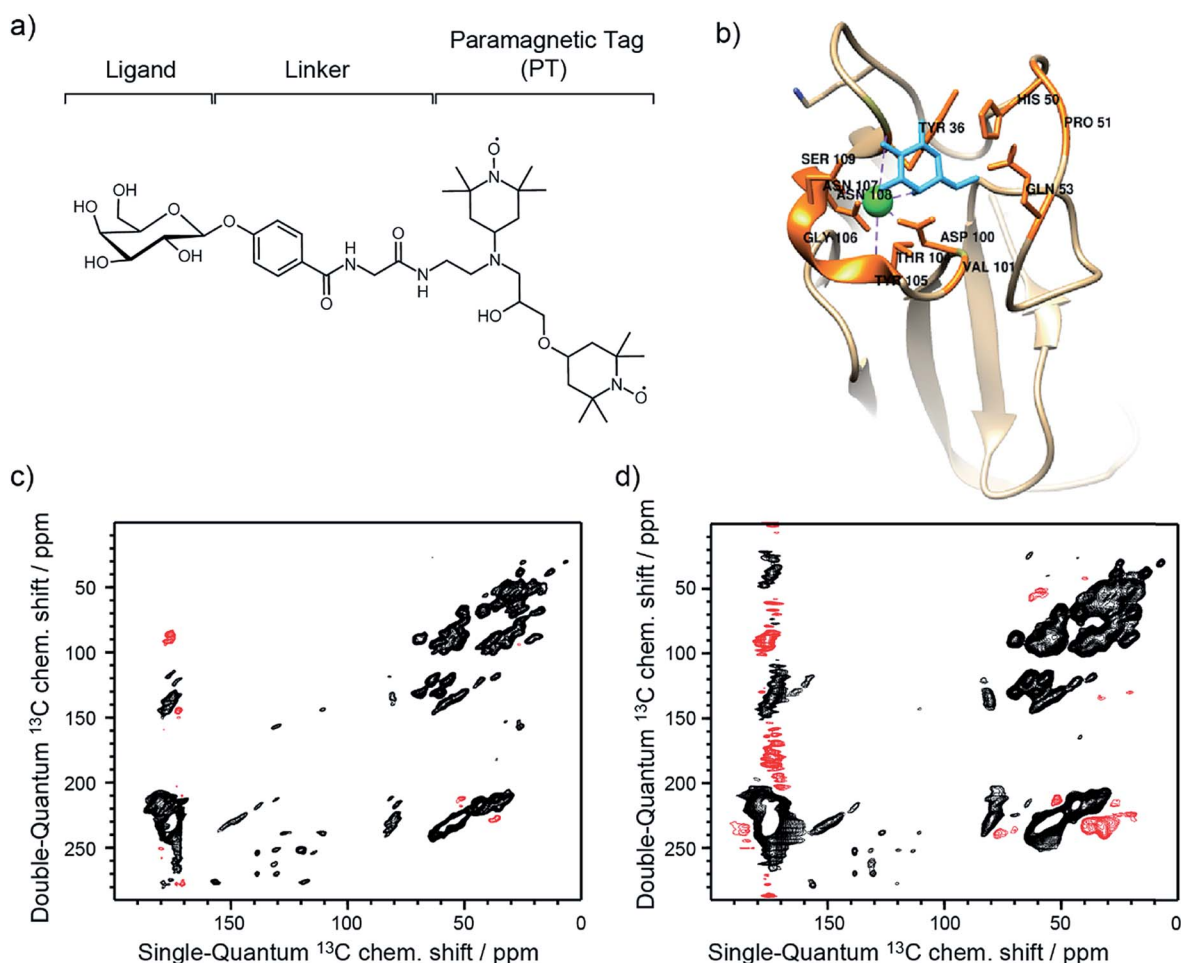 a)
Ligand
Linker
Paramagnetic Tag
(PT)
OH
HO
HO
OH
O
O
O
N
H
O
N
H
N
HO
O
N
O·
N
O·
b)
HIS 50
TYR 36
PRO 51
SER 109
ASN 107
ASN 108
GLN 53
GLY 106
ASP 100
THR 104
VAL 101
TYR 105
c)
Double-Quantum ¹³C chem. shift / ppm
50
100
150
200
250
150
100
50
0
Single-Quantum ¹³C chem. shift / ppm
d)
Double-Quantum ¹³C chem. shift / ppm
50
100
150
200
250
150
100
50
0
Single-Quantum ¹³C chem. shift / ppm